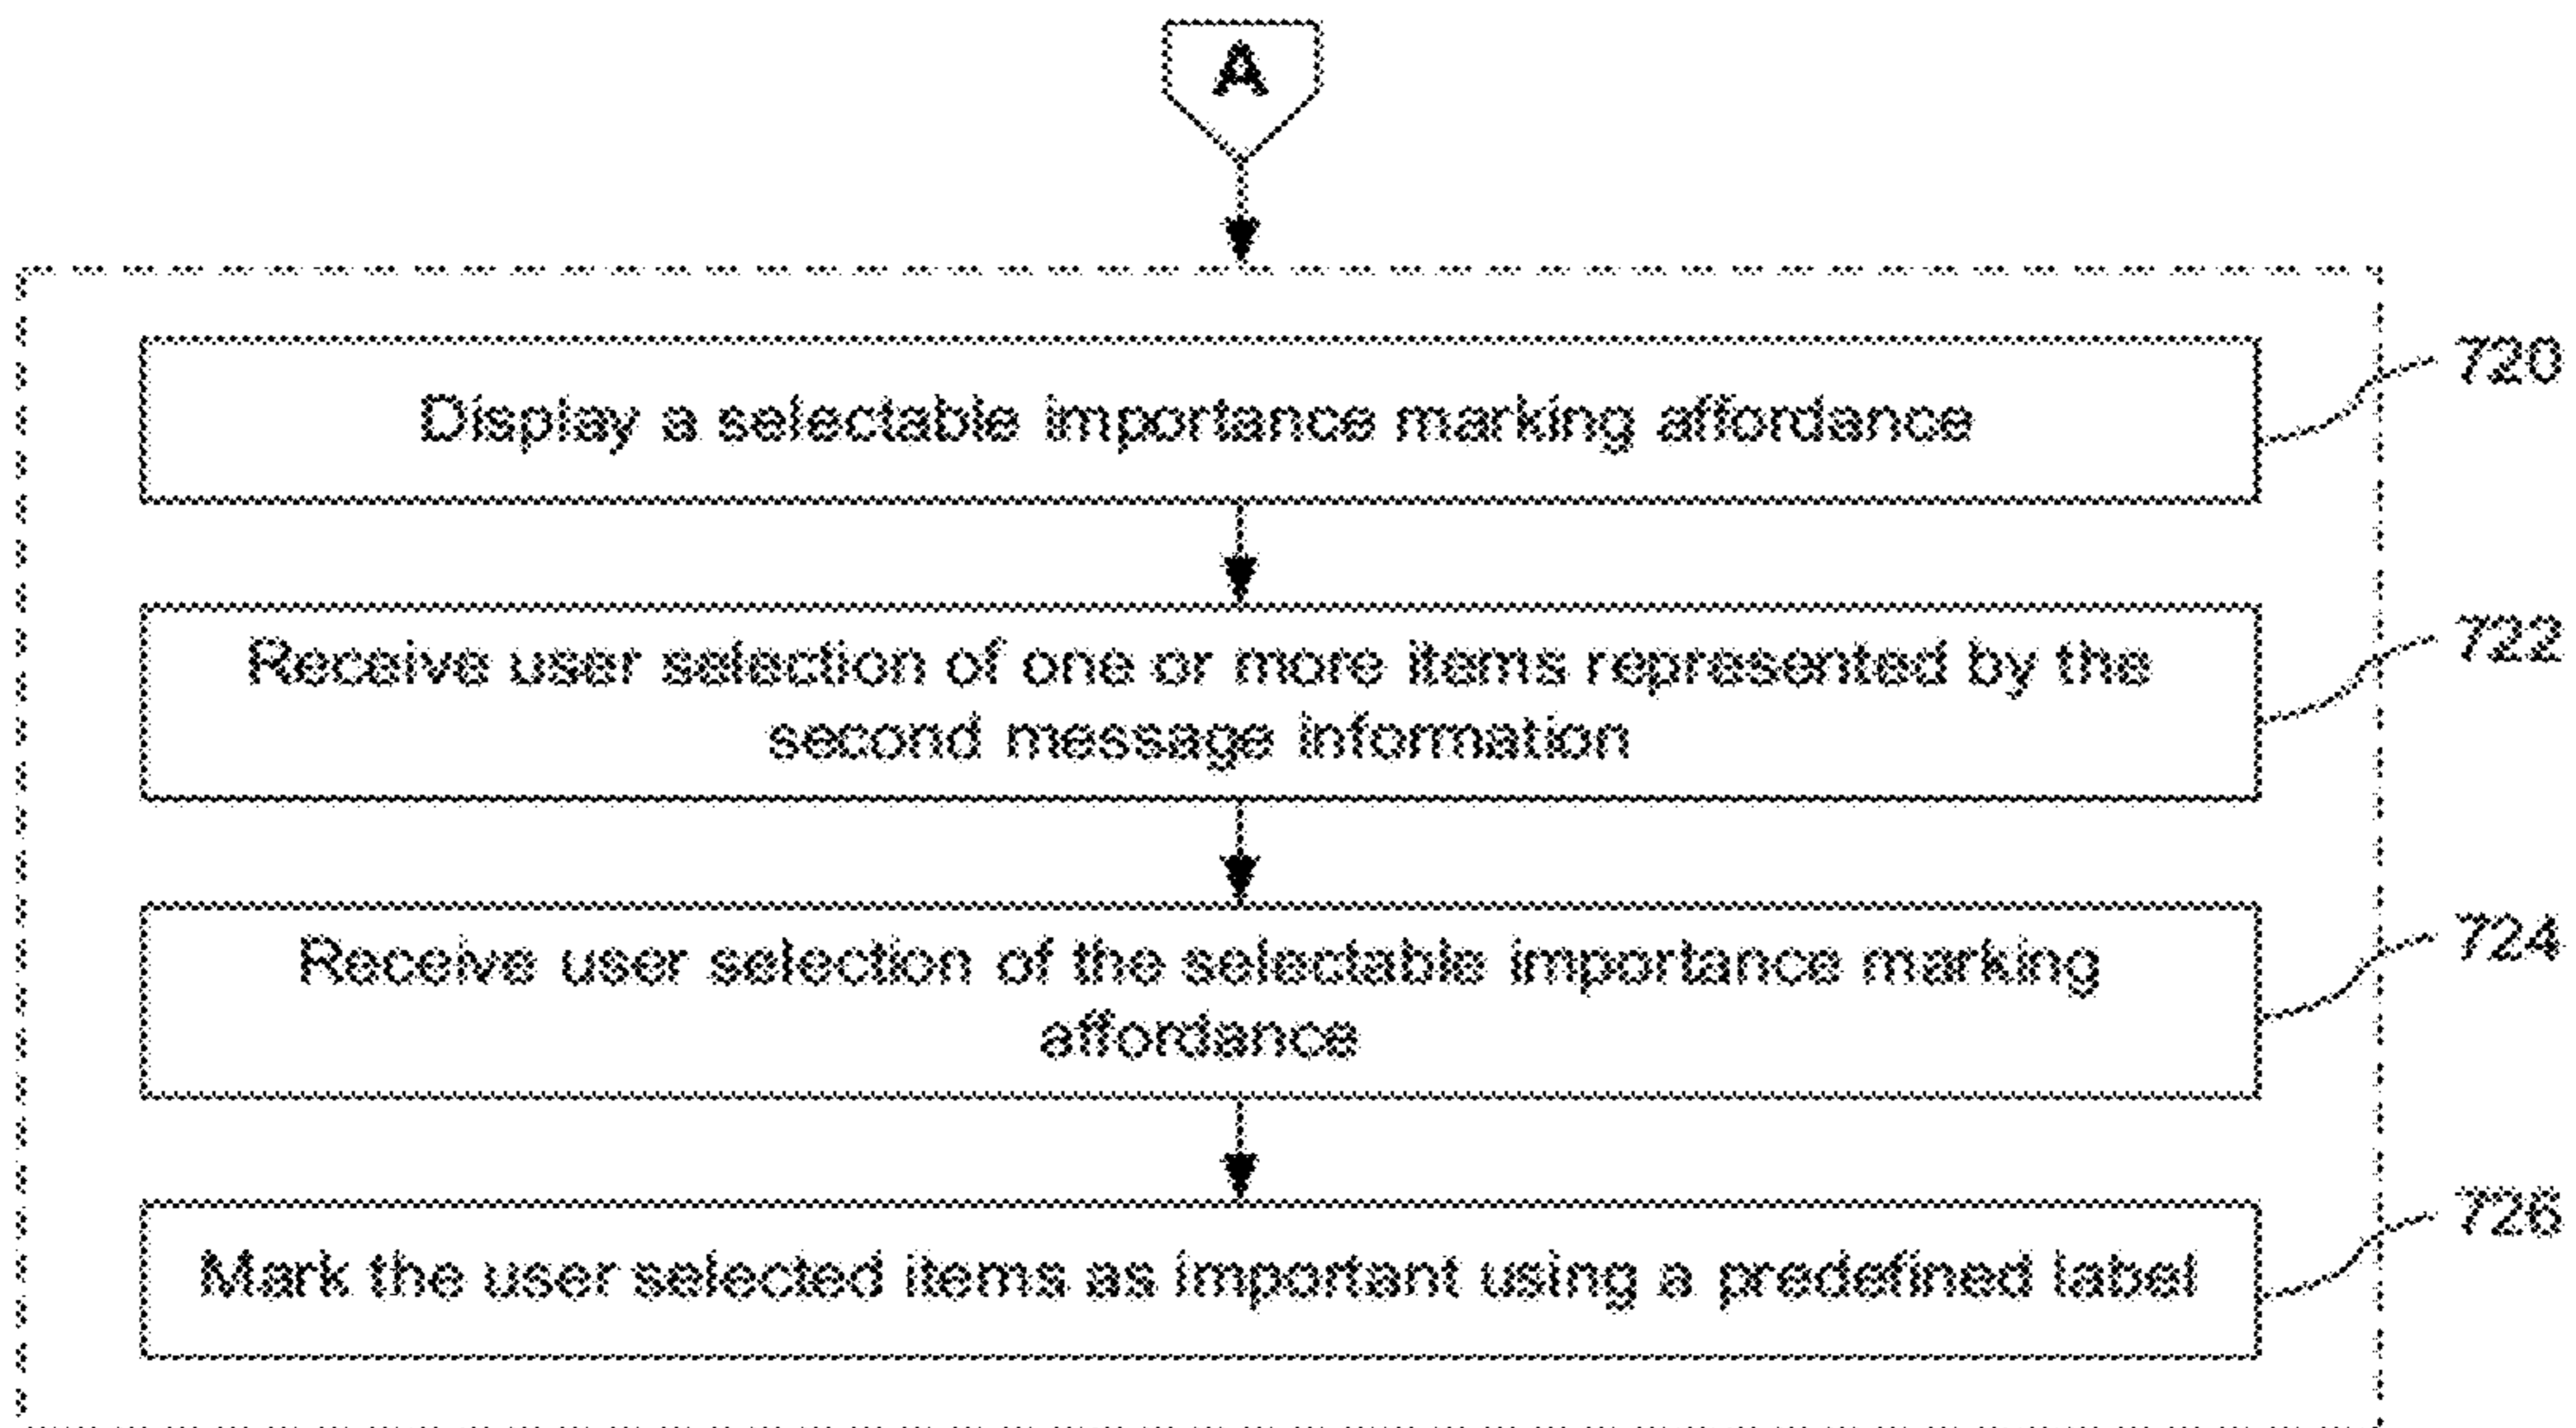 A
Display a selectable importance marking affordance
720
Receive user selection of one or more items represented by the
second message information
722
Receive user selection of the selectable importance marking
affordance
724
Mark the user selected items as important using a predefined label
726